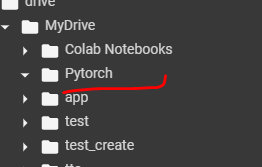 drive
MyDrive
Colab Notebooks
Pytorch
app
test
test_create